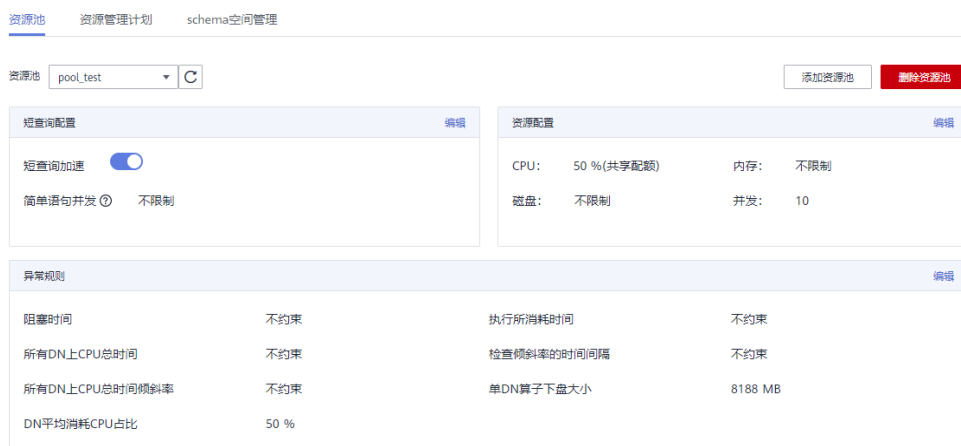 资源池 资源管理计划 schema空间管理
资源池 pool_test 添加资源池 删除资源池
短查询配置 编辑
短查询加速
简单语句并发 ? 不限制
资源配置 编辑
CPU： 50 %(共享配额) 内存： 不限制
磁盘： 不限制 并发： 10
异常规则 编辑
阻塞时间 不约束 执行所消耗时间 不约束
所有DN上CPU总时间 不约束 检查倾斜率的时间间隔 不约束
所有DN上CPU总时间倾斜率 不约束 单DN算子下盘大小 8188 MB
DN平均消耗CPU占比 50 %